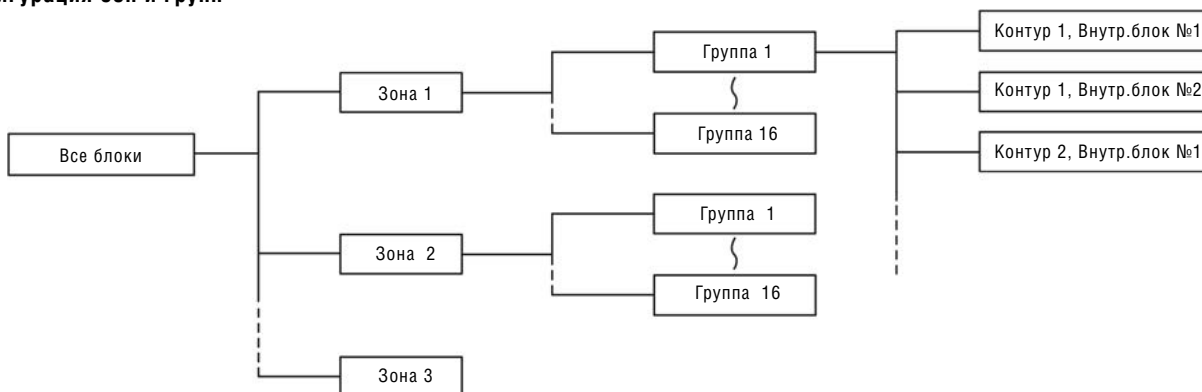 Группа 1
Контур 1, Внутр.блок №1
Зона 1
Контур 1, Внутр.блок №2
Группа 16
Все блоки
Контур 2, Внутр.блок №1
Группа 1
Зона 2
Группа 16
Зона 3